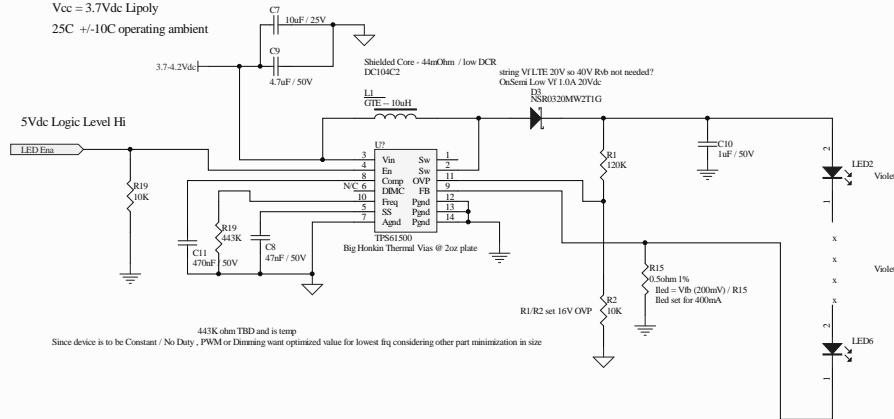 Vcc = 3.7Vdc Lipoly
25C +/-10C operating ambient
C7
10uF / 25V
C9
4.7uF / 50V
3.7-4.2Vdc
Shielded Core - 44mOhm / low DCR
DC104C2
L1
GTE -- 10uH
string Vf LTE 20V so 40V Rvb not needed?
OnSemi Low Vf 1.0A 20Vdc
D3
NSR0320MW2T1G
5Vdc Logic Level Hi
LED Ena
U?
3 Vin Sw 1
4 En Sw 2
8 Comp OVP 11
N/C 6 DIMC FB 9
10 Freq Pgnd 12
5 SS Pgnd 13
7 Agnd Pgnd 14
TPS61500
Big Honkin Thermal Vias @ 2oz plate
R19
10K
R19
443K
C11
470nF / 50V
C8
47nF / 50V
R1
120K
C10
1uF / 50V
2
LED2
Violet
1
x
x
x
x
Violet
R15
0.5ohm 1%
Iled = Vfb (200mV) / R15
Iled set for 400mA
R2
10K
R1/R2 set 16V OVP
2
LED6
1
443K ohm TBD and is temp
Since device is to be Constant / No Duty , PWM or Dimming want optimized value for lowest frq considering other part minimization in size